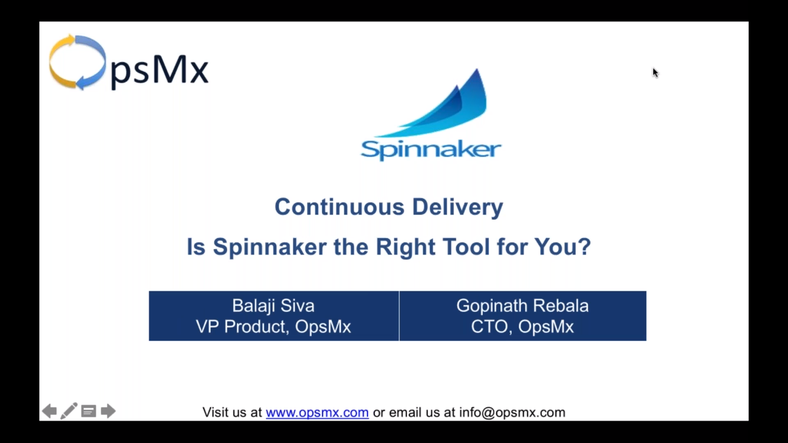 OpsMx
Spinnaker
Continuous Delivery
Is Spinnaker the Right Tool for You?
Balaji Siva
VP Product, OpsMx
Gopinath Rebala
CTO, OpsMx
Visit us at www.opsmx.com or email us at info@opsmx.com